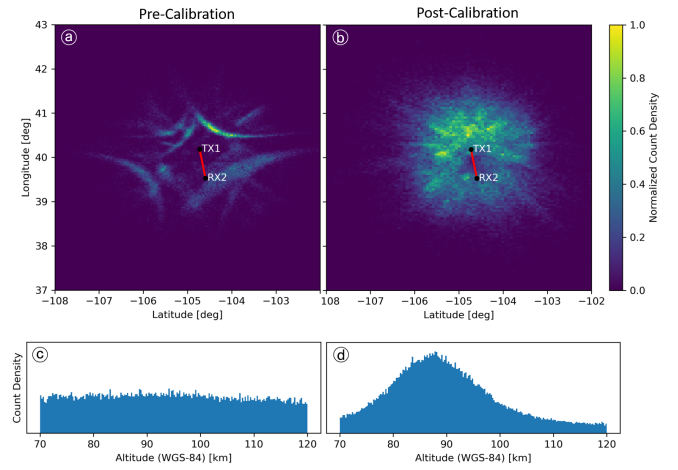 Pre-Calibration
Post-Calibration
43
42
41
40
39
38
37
Longitude [deg]
a
TX1
RX2
−108 −107 −106 −105 −104 −103 −102
Latitude [deg]
b
TX1
RX2
−108 −107 −106 −105 −104 −103 −102
Latitude [deg]
1.0
0.8
0.6
0.4
0.2
0.0
Normalized Count Density
Count Density
c
70 80 90 100 110 120
Altitude (WGS-84) [km]
d
70 80 90 100 110 120
Altitude (WGS-84) [km]